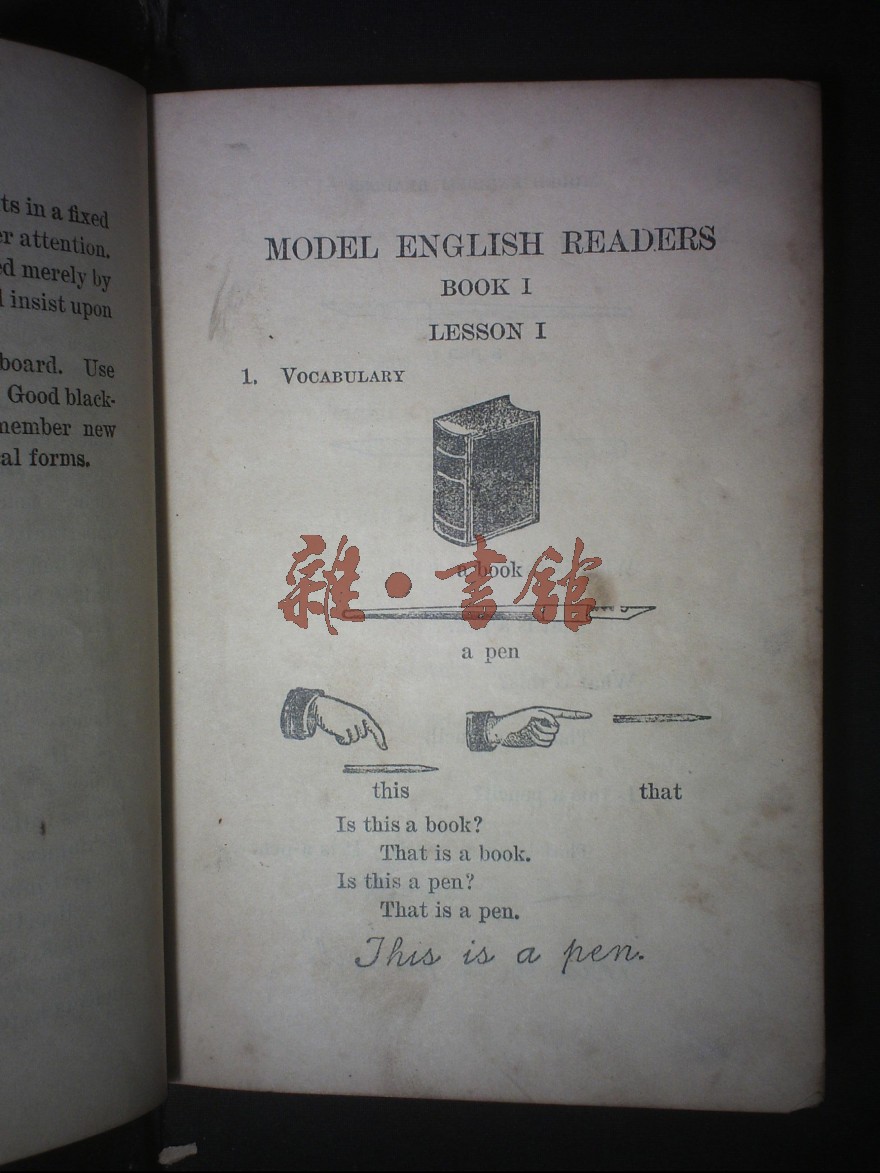 ts in a fixed
r attention.
d merely by
insist upon
board. Use
Good black-
member new
al forms.
MODEL ENGLISH READERS
BOOK I
LESSON I
1. VOCABULARY
a book
雜·書館
a pen
this that
Is this a book?
That is a book.
Is this a pen?
That is a pen.
This is a pen.